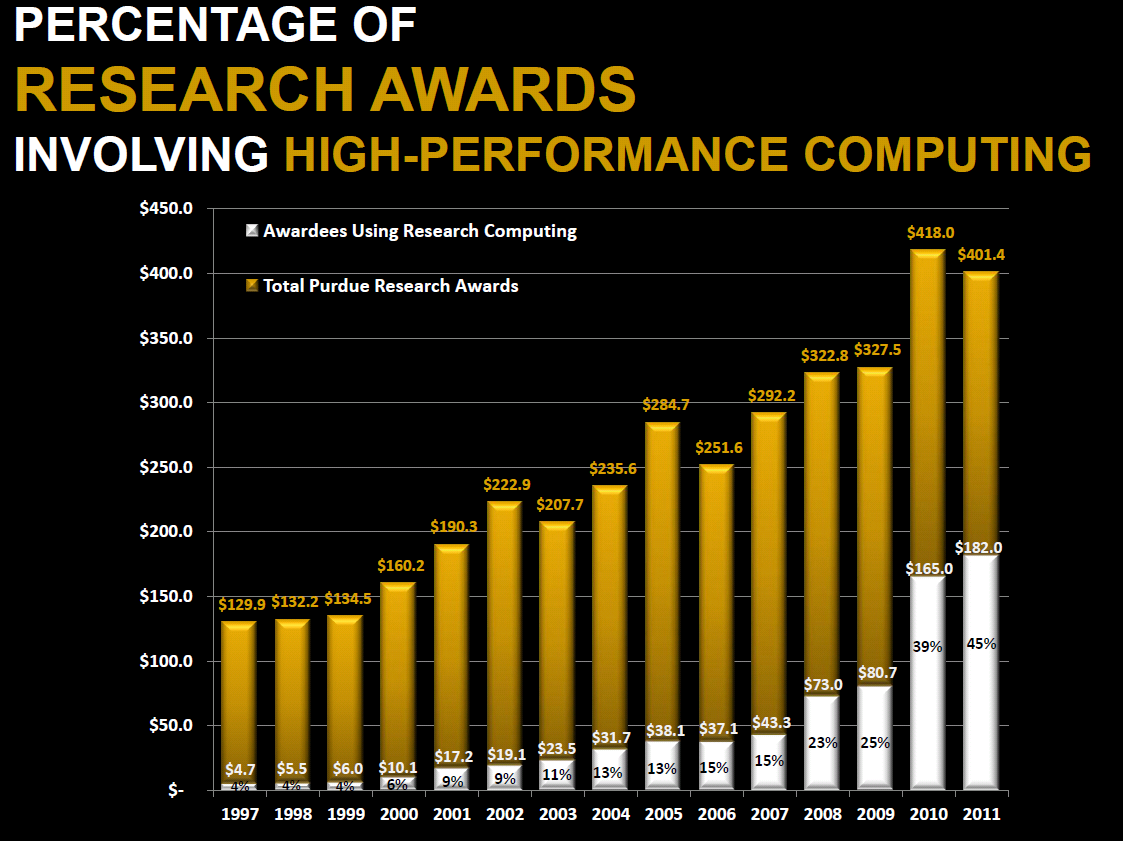 PERCENTAGE OF
RESEARCH AWARDS
INVOLVING HIGH-PERFORMANCE COMPUTING
$450.0
$400.0
$350.0
$300.0
$250.0
$200.0
$150.0
$100.0
$50.0
$-
Awardees Using Research Computing
Total Purdue Research Awards
$129.9 $132.2 $134.5 $160.2 $190.3 $222.9 $207.7 $235.6 $284.7 $251.6 $292.2 $322.8 $327.5 $418.0 $401.4
$4.7 $5.5 $6.0 $10.1 $17.2 $19.1 $23.5 $31.7 $38.1 $37.1 $43.3 $73.0 $80.7 $165.0 $182.0
4% 4% 4% 6% 9% 9% 11% 13% 13% 15% 15% 23% 25% 39% 45%
1997 1998 1999 2000 2001 2002 2003 2004 2005 2006 2007 2008 2009 2010 2011